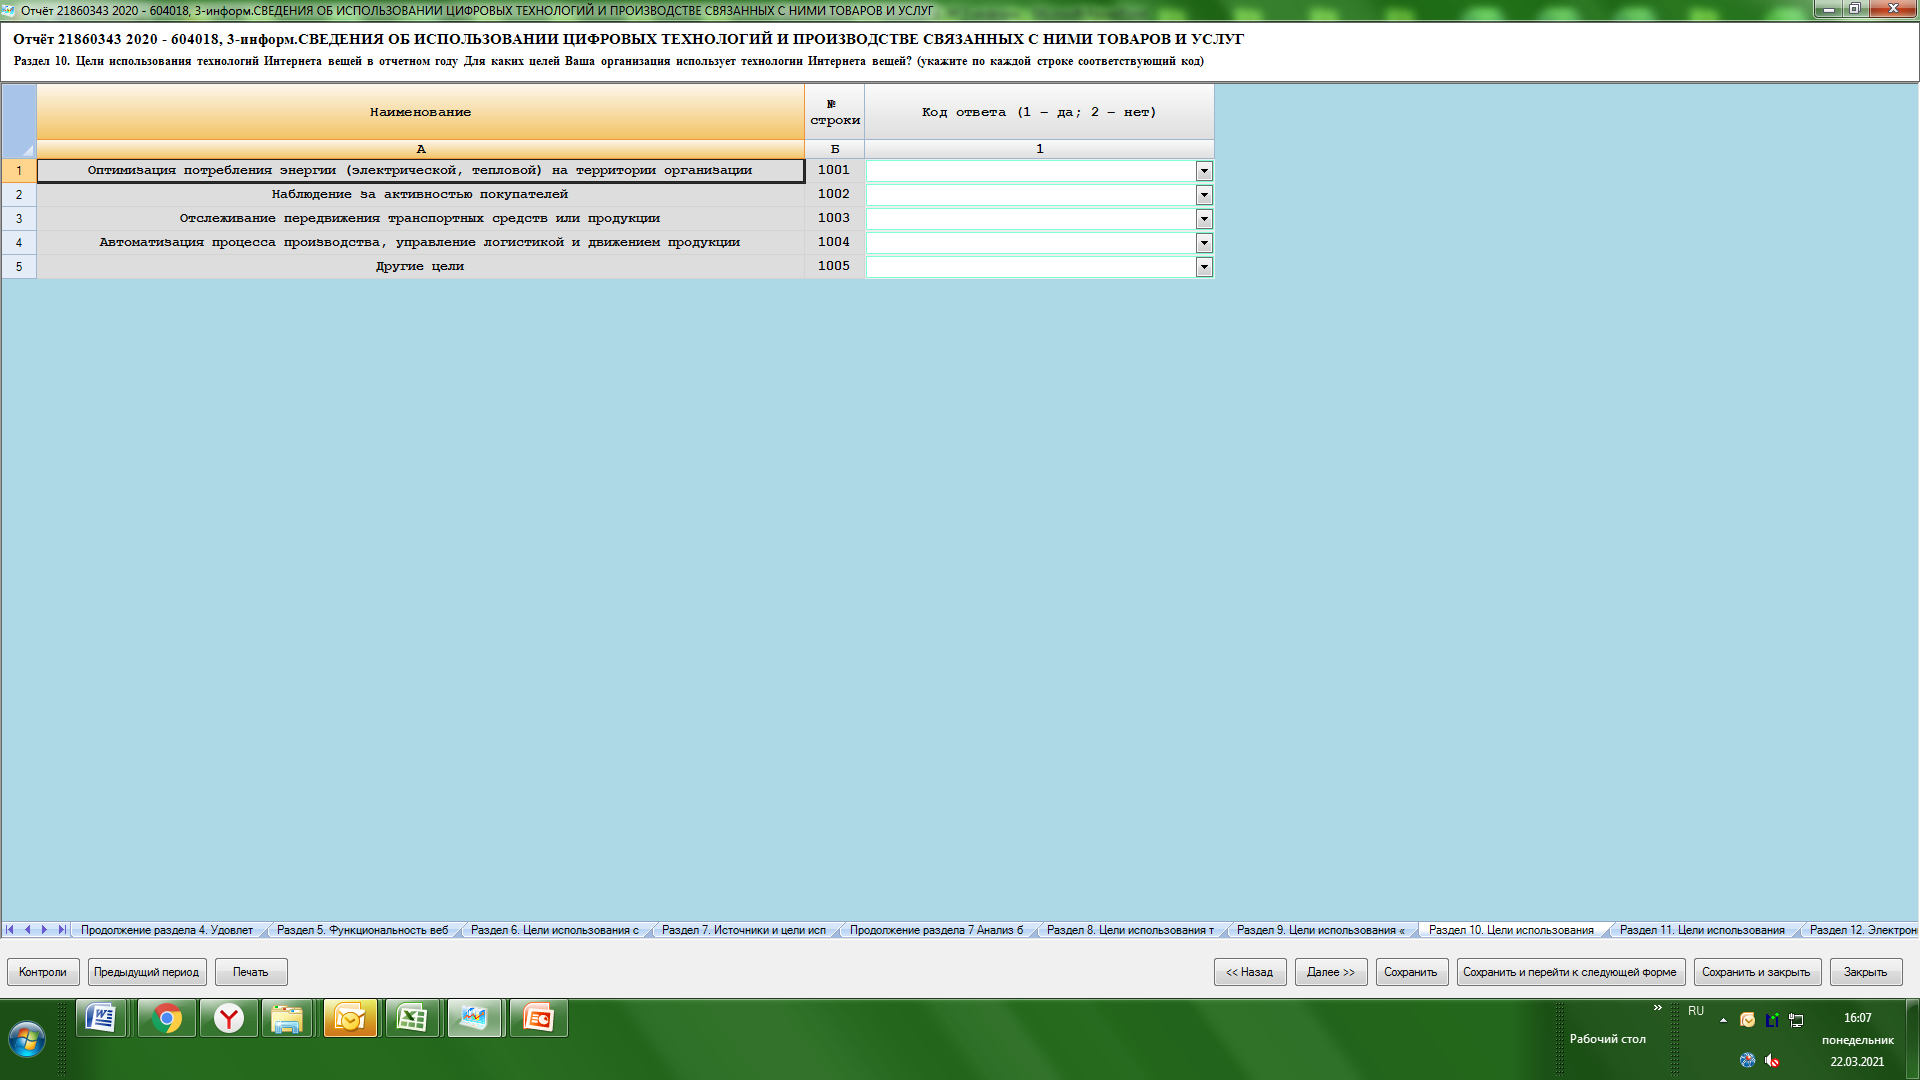 Отчёт 21860343 2020 - 604018, 3-информ.СВЕДЕНИЯ ОБ ИСПОЛЬЗОВАНИИ ЦИФРОВЫХ ТЕХНОЛОГИЙ И ПРОИЗВОДСТВЕ СВЯЗАННЫХ С НИМИ ТОВАРОВ И УСЛУГ
Отчёт 21860343 2020 - 604018, 3-информ.СВЕДЕНИЯ ОБ ИСПОЛЬЗОВАНИИ ЦИФРОВЫХ ТЕХНОЛОГИЙ И ПРОИЗВОДСТВЕ СВЯЗАННЫХ С НИМИ ТОВАРОВ И УСЛУГ
Раздел 10. Цели использования технологий Интернета вещей в отчетном году Для каких целей Ваша организация использует технологии Интернета вещей? (укажите по каждой строке соответствующий код)
Наименование № строки Код ответа (1 – да; 2 – нет)
А Б 1
1 Оптимизация потребления энергии (электрической, тепловой) на территории организации 1001
2 Наблюдение за активностью покупателей 1002
3 Отслеживание передвижения транспортных средств или продукции 1003
4 Автоматизация процесса производства, управление логистикой и движением продукции 1004
5 Другие цели 1005
Продолжение раздела 4. Удовлет Раздел 5. Функциональность веб Раздел 6. Цели использования с Раздел 7. Источники и цели исп Продолжение раздела 7 Анализ б Раздел 8. Цели использования т Раздел 9. Цели использования « Раздел 10. Цели использования Раздел 11. Цели использования Раздел 12. Электрон
Контроли Предыдущий период Печать << Назад Далее >> Сохранить Сохранить и перейти к следующей форме Сохранить и закрыть Закрыть
RU
16:07
Рабочий стол
понедельник
22.03.2021